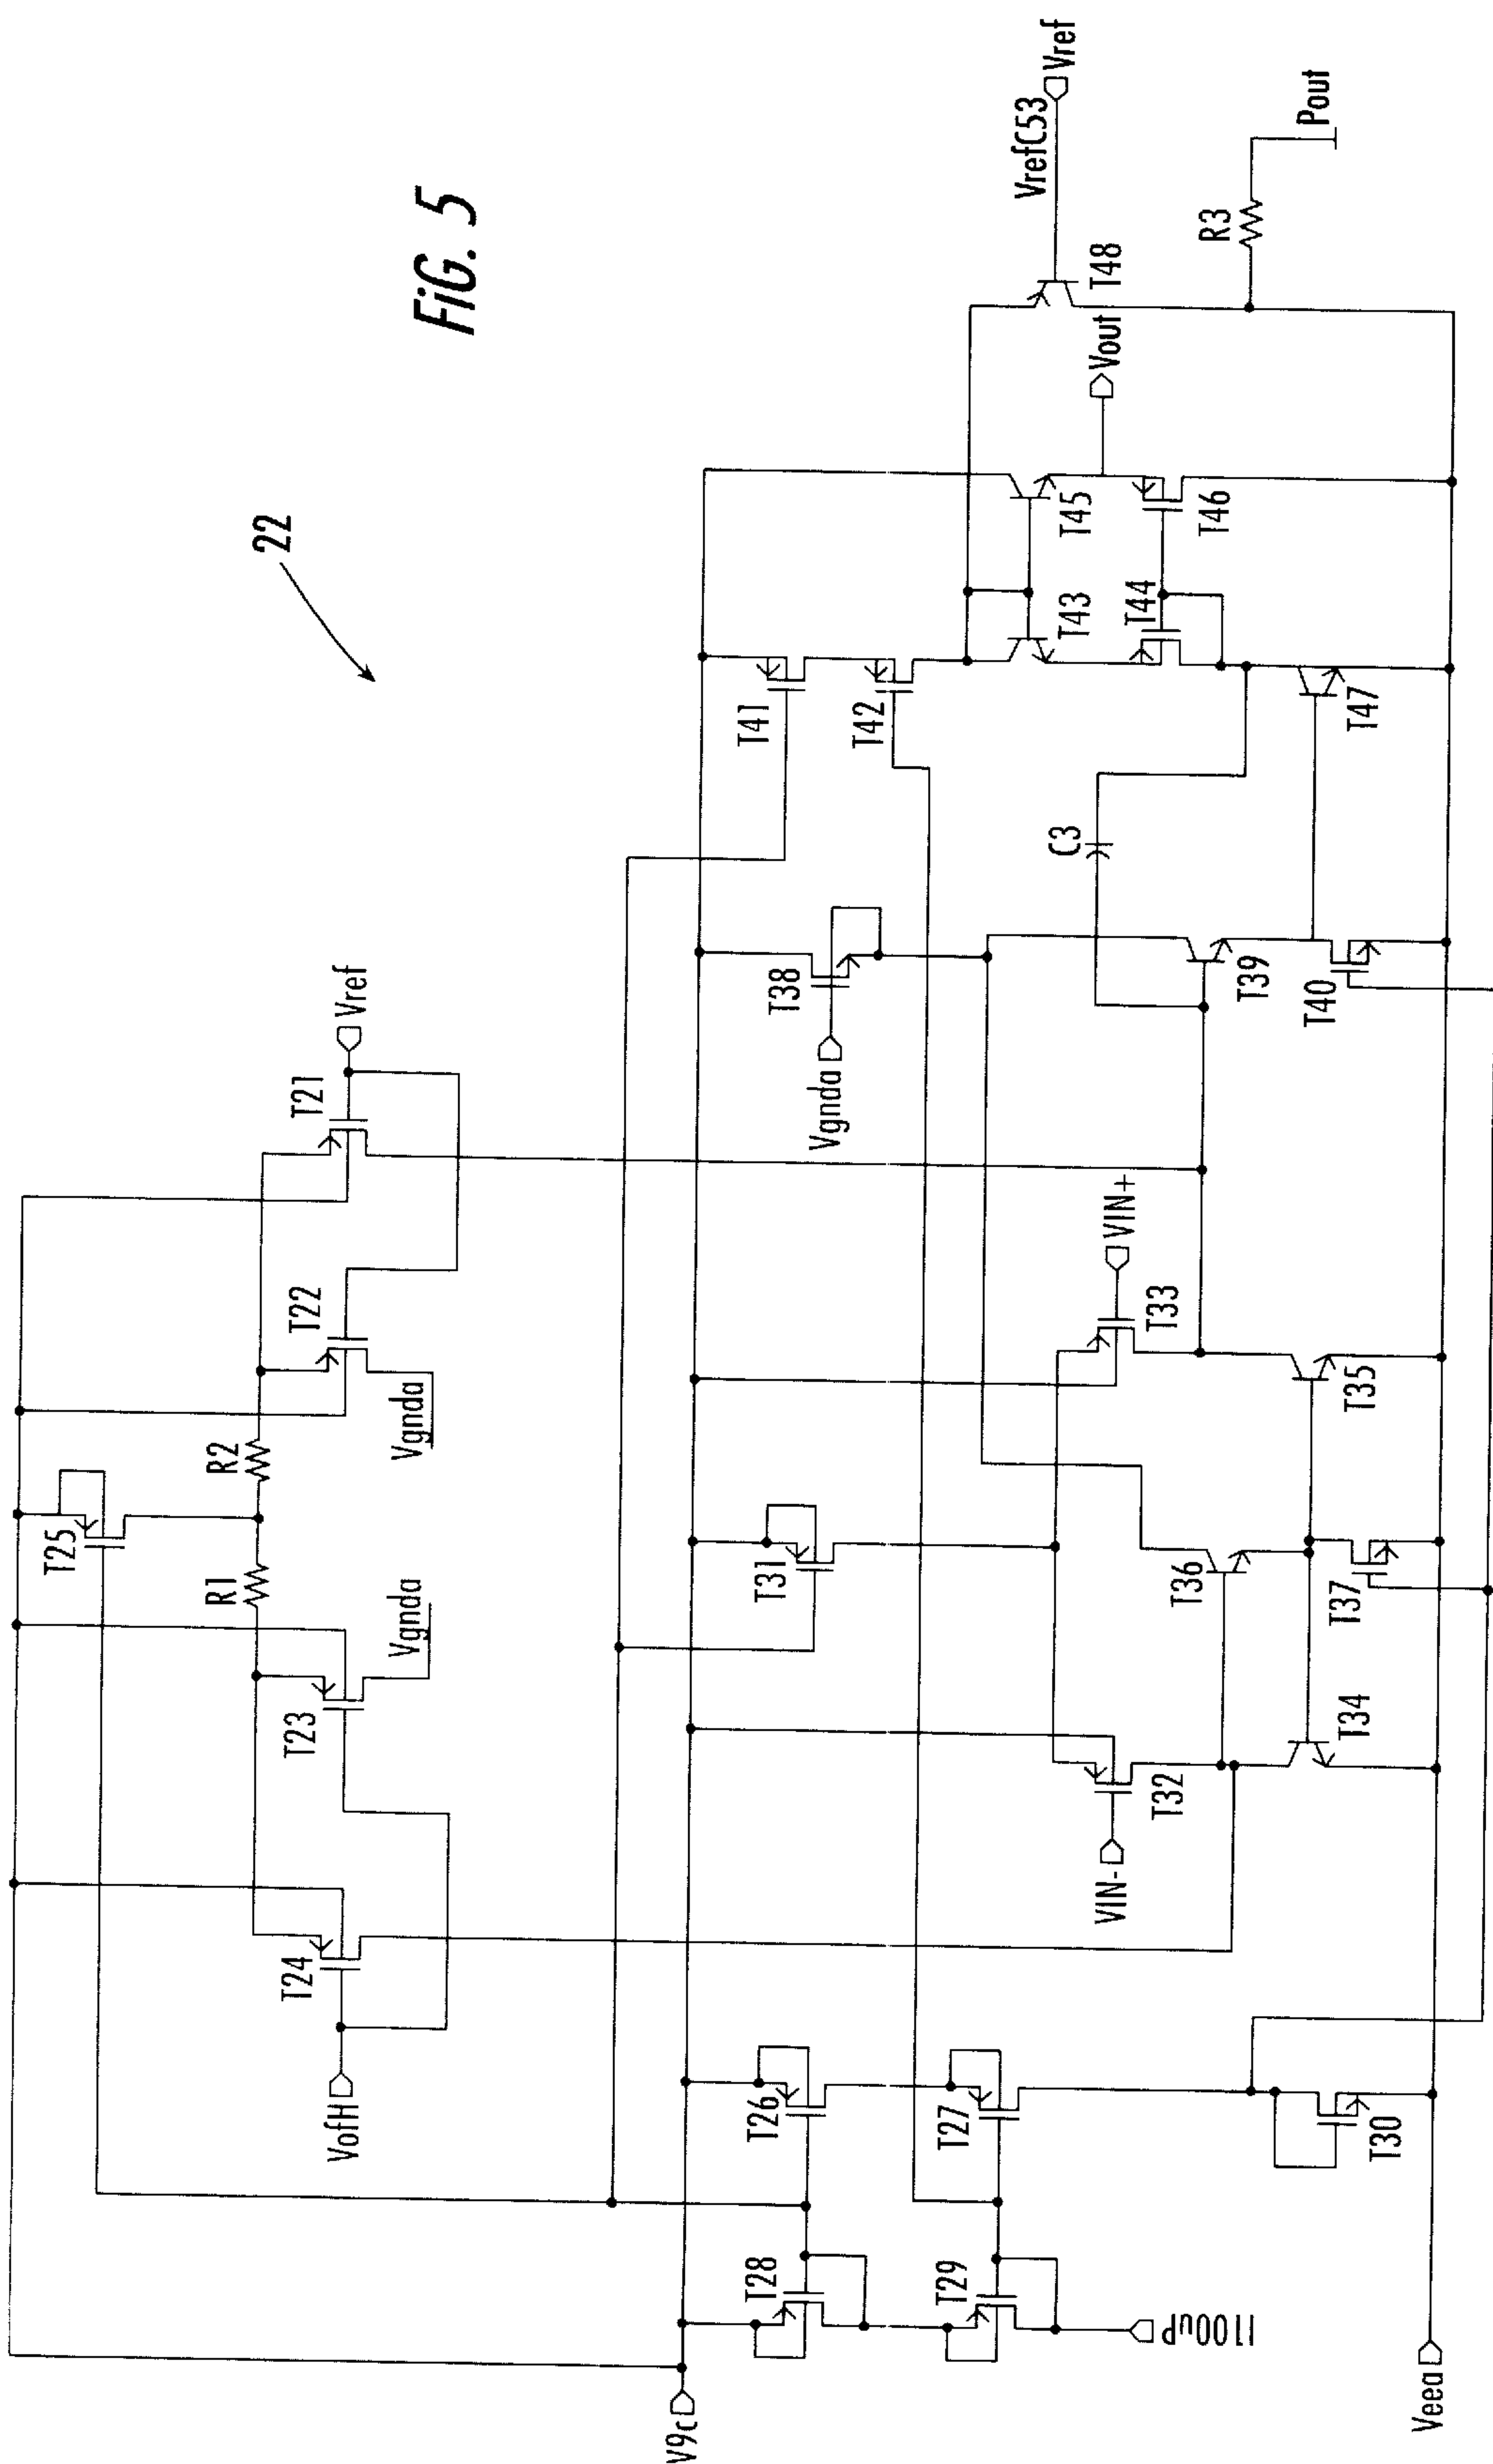 FiG. 5
22
T25
R1
R2
T24
T23
T22
T21
VofH
Vgnda
Vgnda
Vref
V9c
T28
T26
T31
T38
T41
T29
T27
Vgnda
T42
VIN-
T32
VIN+
T33
C3
T43
T45
T44
T46
Vout
VrefC53
Vref
T48
R3
Pout
T36
T39
T34
T35
T47
T30
T37
T40
I100uP
Veea